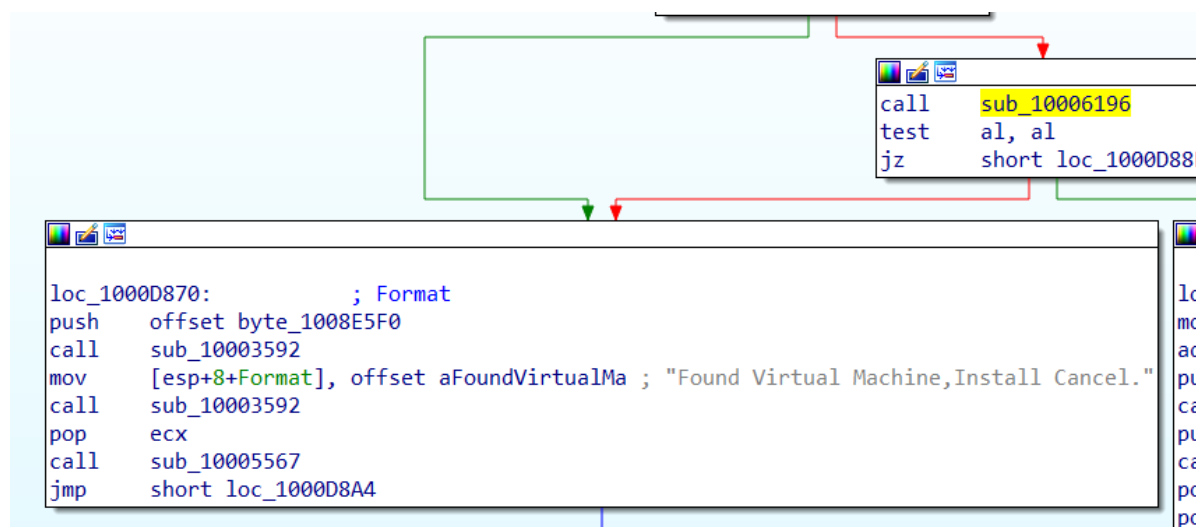 call sub_10006196
test al, al
jz short loc_1000D88
loc_1000D870: ; Format
push offset byte_1008E5F0
call sub_10003592
mov [esp+8+Format], offset aFoundVirtualMa ; "Found Virtual Machine,Install Cancel."
call sub_10003592
pop ecx
call sub_10005567
jmp short loc_1000D8A4